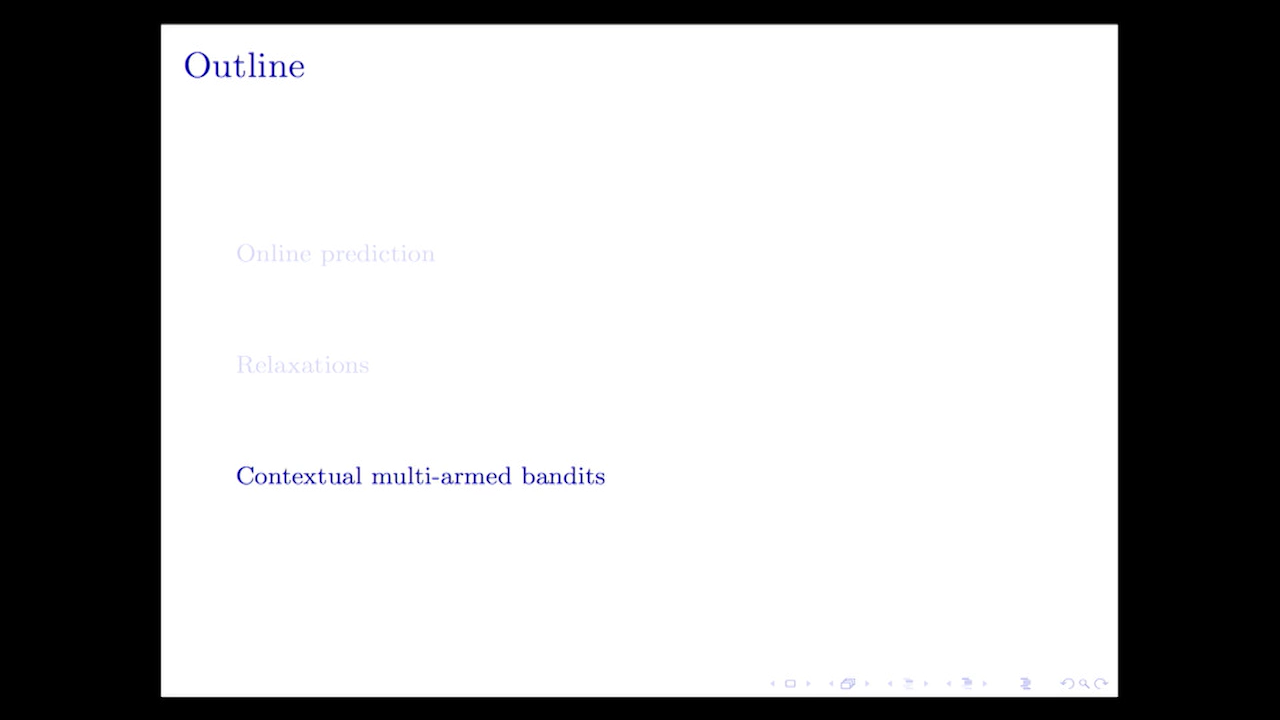 Outline
Online prediction
Relaxations
Contextual multi-armed bandits